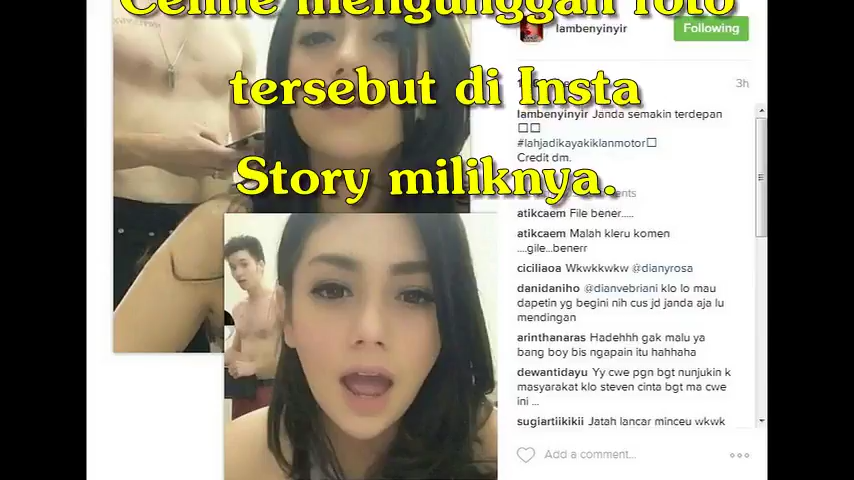 Celine mengunggah foto
tersebut di Insta
Story miliknya.
lambenyinyir
Following
3h
lambenyinyir Janda semakin terdepan
#lahjadikayakiklanmotor
Credit dm.
atikcaem File bener.....
atikcaem Malah kleru komen
....gile...benerr
ciciliaoa Wkwkkwkw @dianyrosa
danidaniho @dianvebriani klo lo mau
dapetin yg begini nih cus jd janda aja lu
mendingan
arinthanaras Hadehhh gak malu ya
bang boy bis ngapain itu hahhaha
dewantidayu Yy cwe pgn bgt nunjukin k
masyarakat klo steven cinta bgt ma cwe
ini ...
sugiartiikikii Jatah lancar minceu wkwk
Add a comment...